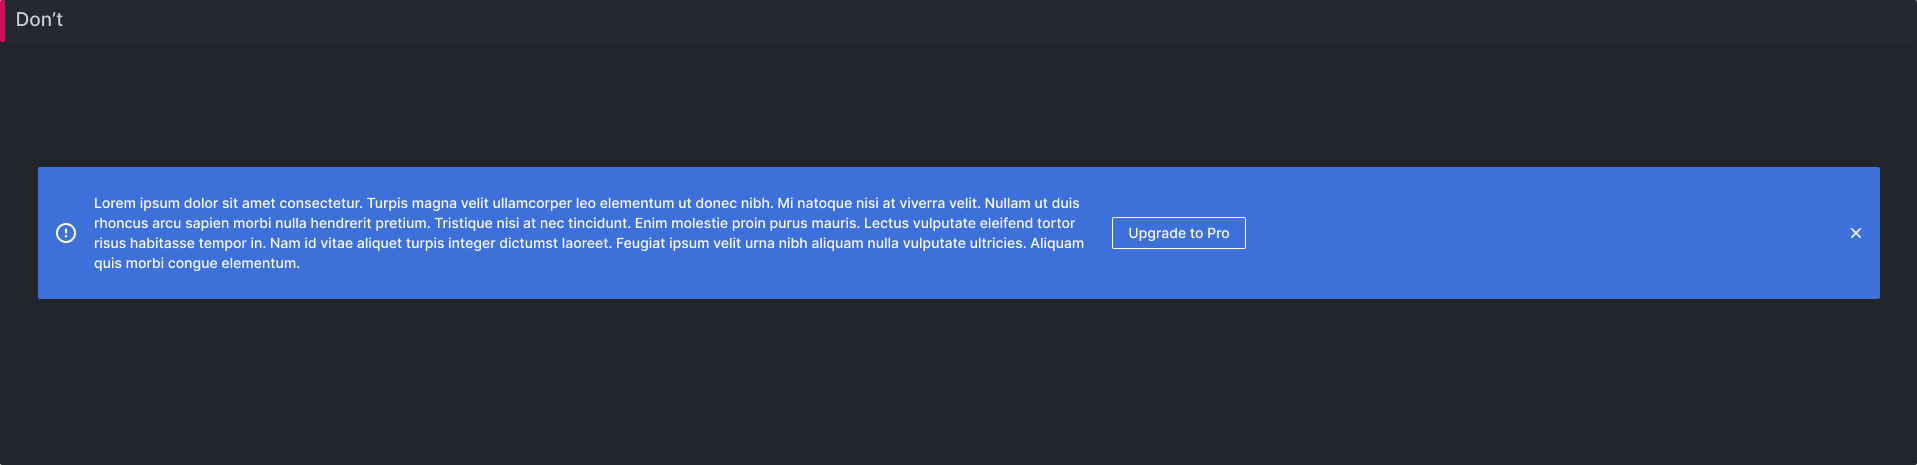 Don’t
Lorem ipsum dolor sit amet consectetur. Turpis magna velit ullamcorper leo elementum ut donec nibh. Mi natoque nisi at viverra velit. Nullam ut duis
rhoncus arcu sapien morbi nulla hendrerit pretium. Tristique nisi at nec tincidunt. Enim molestie proin purus mauris. Lectus vulputate eleifend tortor
risus habitasse tempor in. Nam id vitae aliquet turpis integer dictumst laoreet. Feugiat ipsum velit urna nibh aliquam nulla vulputate ultricies. Aliquam
quis morbi congue elementum.
Upgrade to Pro